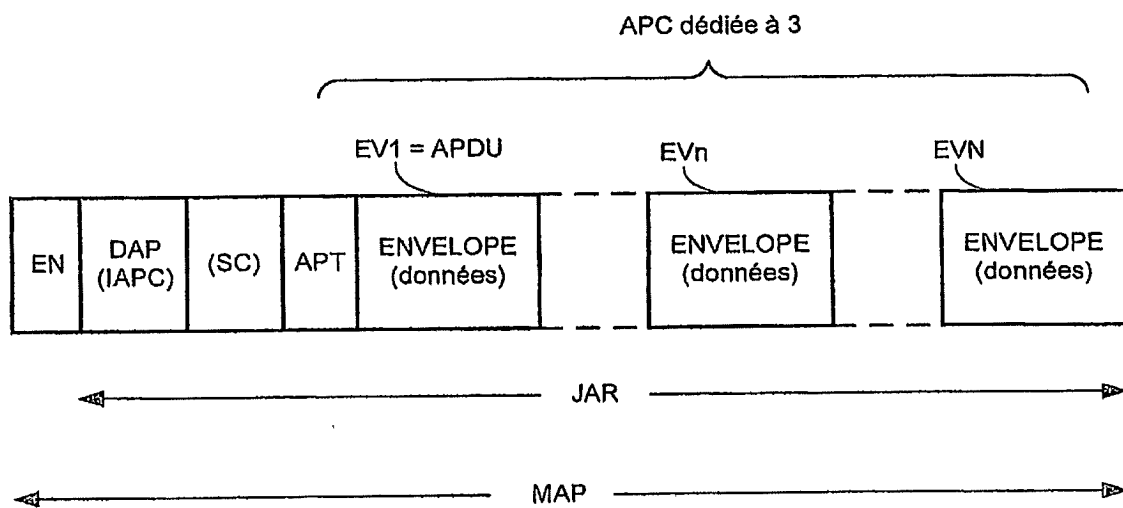 APC dédiée à 3
EV1 = APDU
EVn
EVN
EN
DAP
(IAPC)
(SC)
APT
ENVELOPE
(données)
ENVELOPE
(données)
ENVELOPE
(données)
JAR
MAP